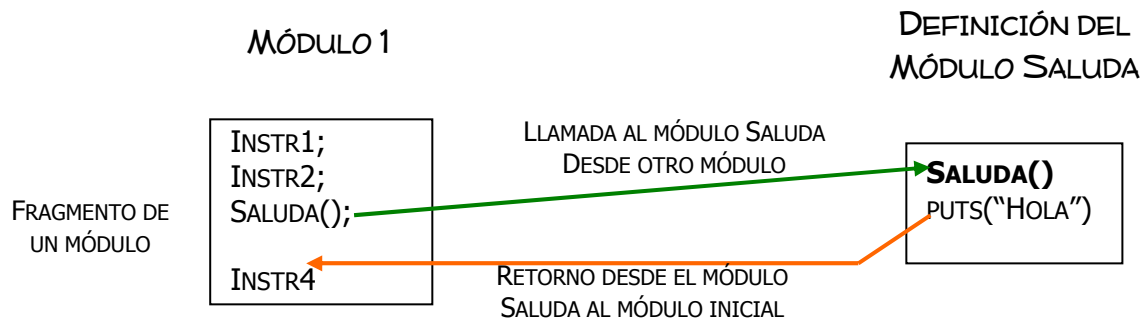 MÓDULO 1
DEFINICIÓN DEL
MÓDULO SALUDA
FRAGMENTO DE
UN MÓDULO
INSTR1;
INSTR2;
SALUDA();
INSTR4
LLAMADA AL MÓDULO SALUDA
DESDE OTRO MÓDULO
SALUDA()
PUTS(“HOLA”)
RETORNO DESDE EL MÓDULO
SALUDA AL MÓDULO INICIAL